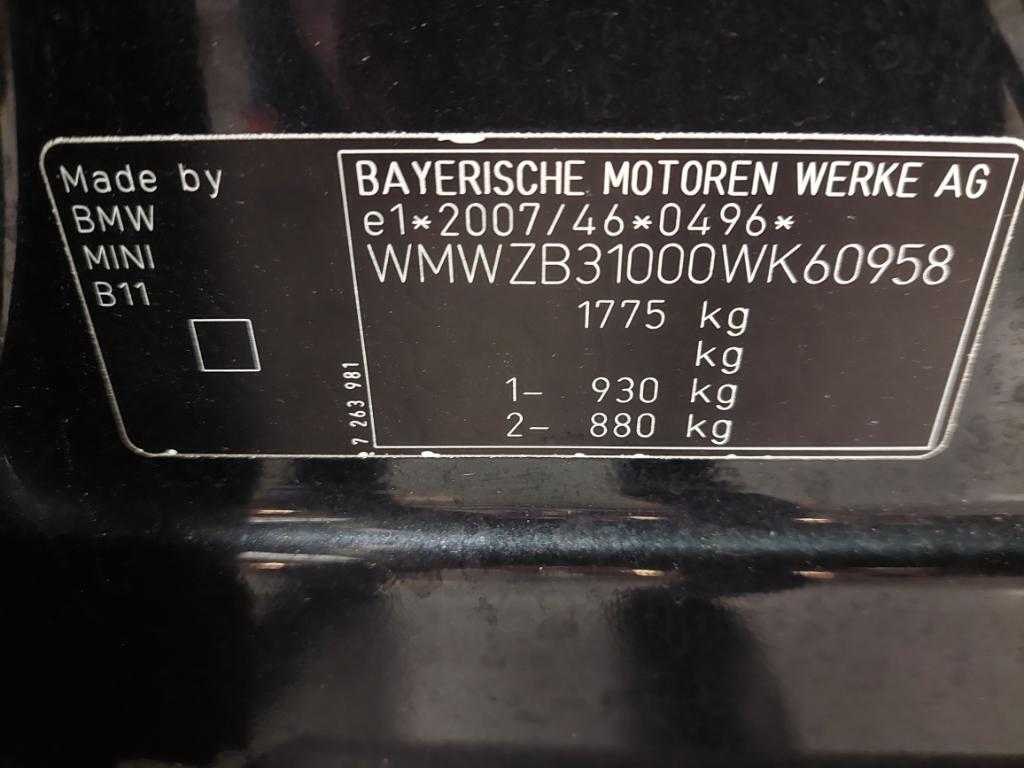 Made by
BMW
MINI
B11
7 263 981
BAYERISCHE MOTOREN WERKE AG
e1*2007/46*0496*
WMWZB31000WK60958
1775 kg
kg
1- 930 kg
2- 880 kg